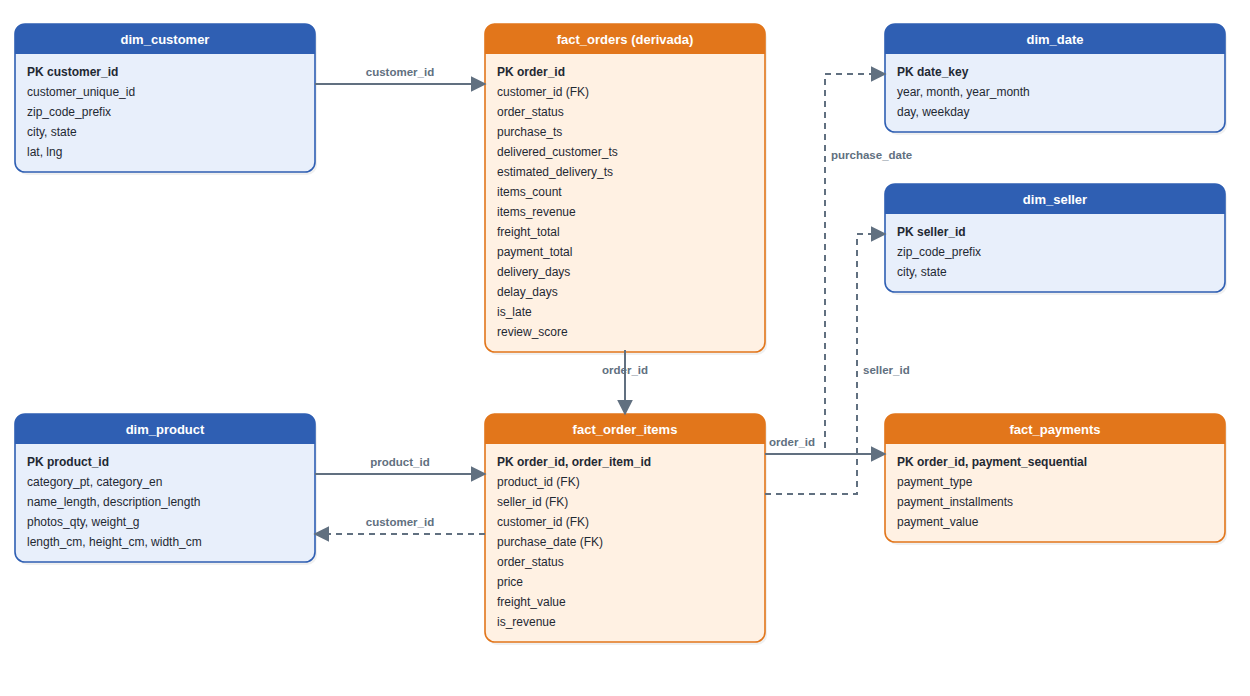 dim_customer
PK customer_id
customer_unique_id
zip_code_prefix
city, state
lat, lng
customer_id
fact_orders (derivada)
PK order_id
customer_id (FK)
order_status
purchase_ts
delivered_customer_ts
estimated_delivery_ts
items_count
items_revenue
freight_total
payment_total
delivery_days
delay_days
is_late
review_score
dim_date
PK date_key
year, month, year_month
day, weekday
purchase_date
dim_seller
PK seller_id
zip_code_prefix
city, state
order_id
seller_id
dim_product
PK product_id
category_pt, category_en
name_length, description_length
photos_qty, weight_g
length_cm, height_cm, width_cm
product_id
customer_id
fact_order_items
PK order_id, order_item_id
product_id (FK)
seller_id (FK)
customer_id (FK)
purchase_date (FK)
order_status
price
freight_value
is_revenue
order_id
fact_payments
PK order_id, payment_sequential
payment_type
payment_installments
payment_value